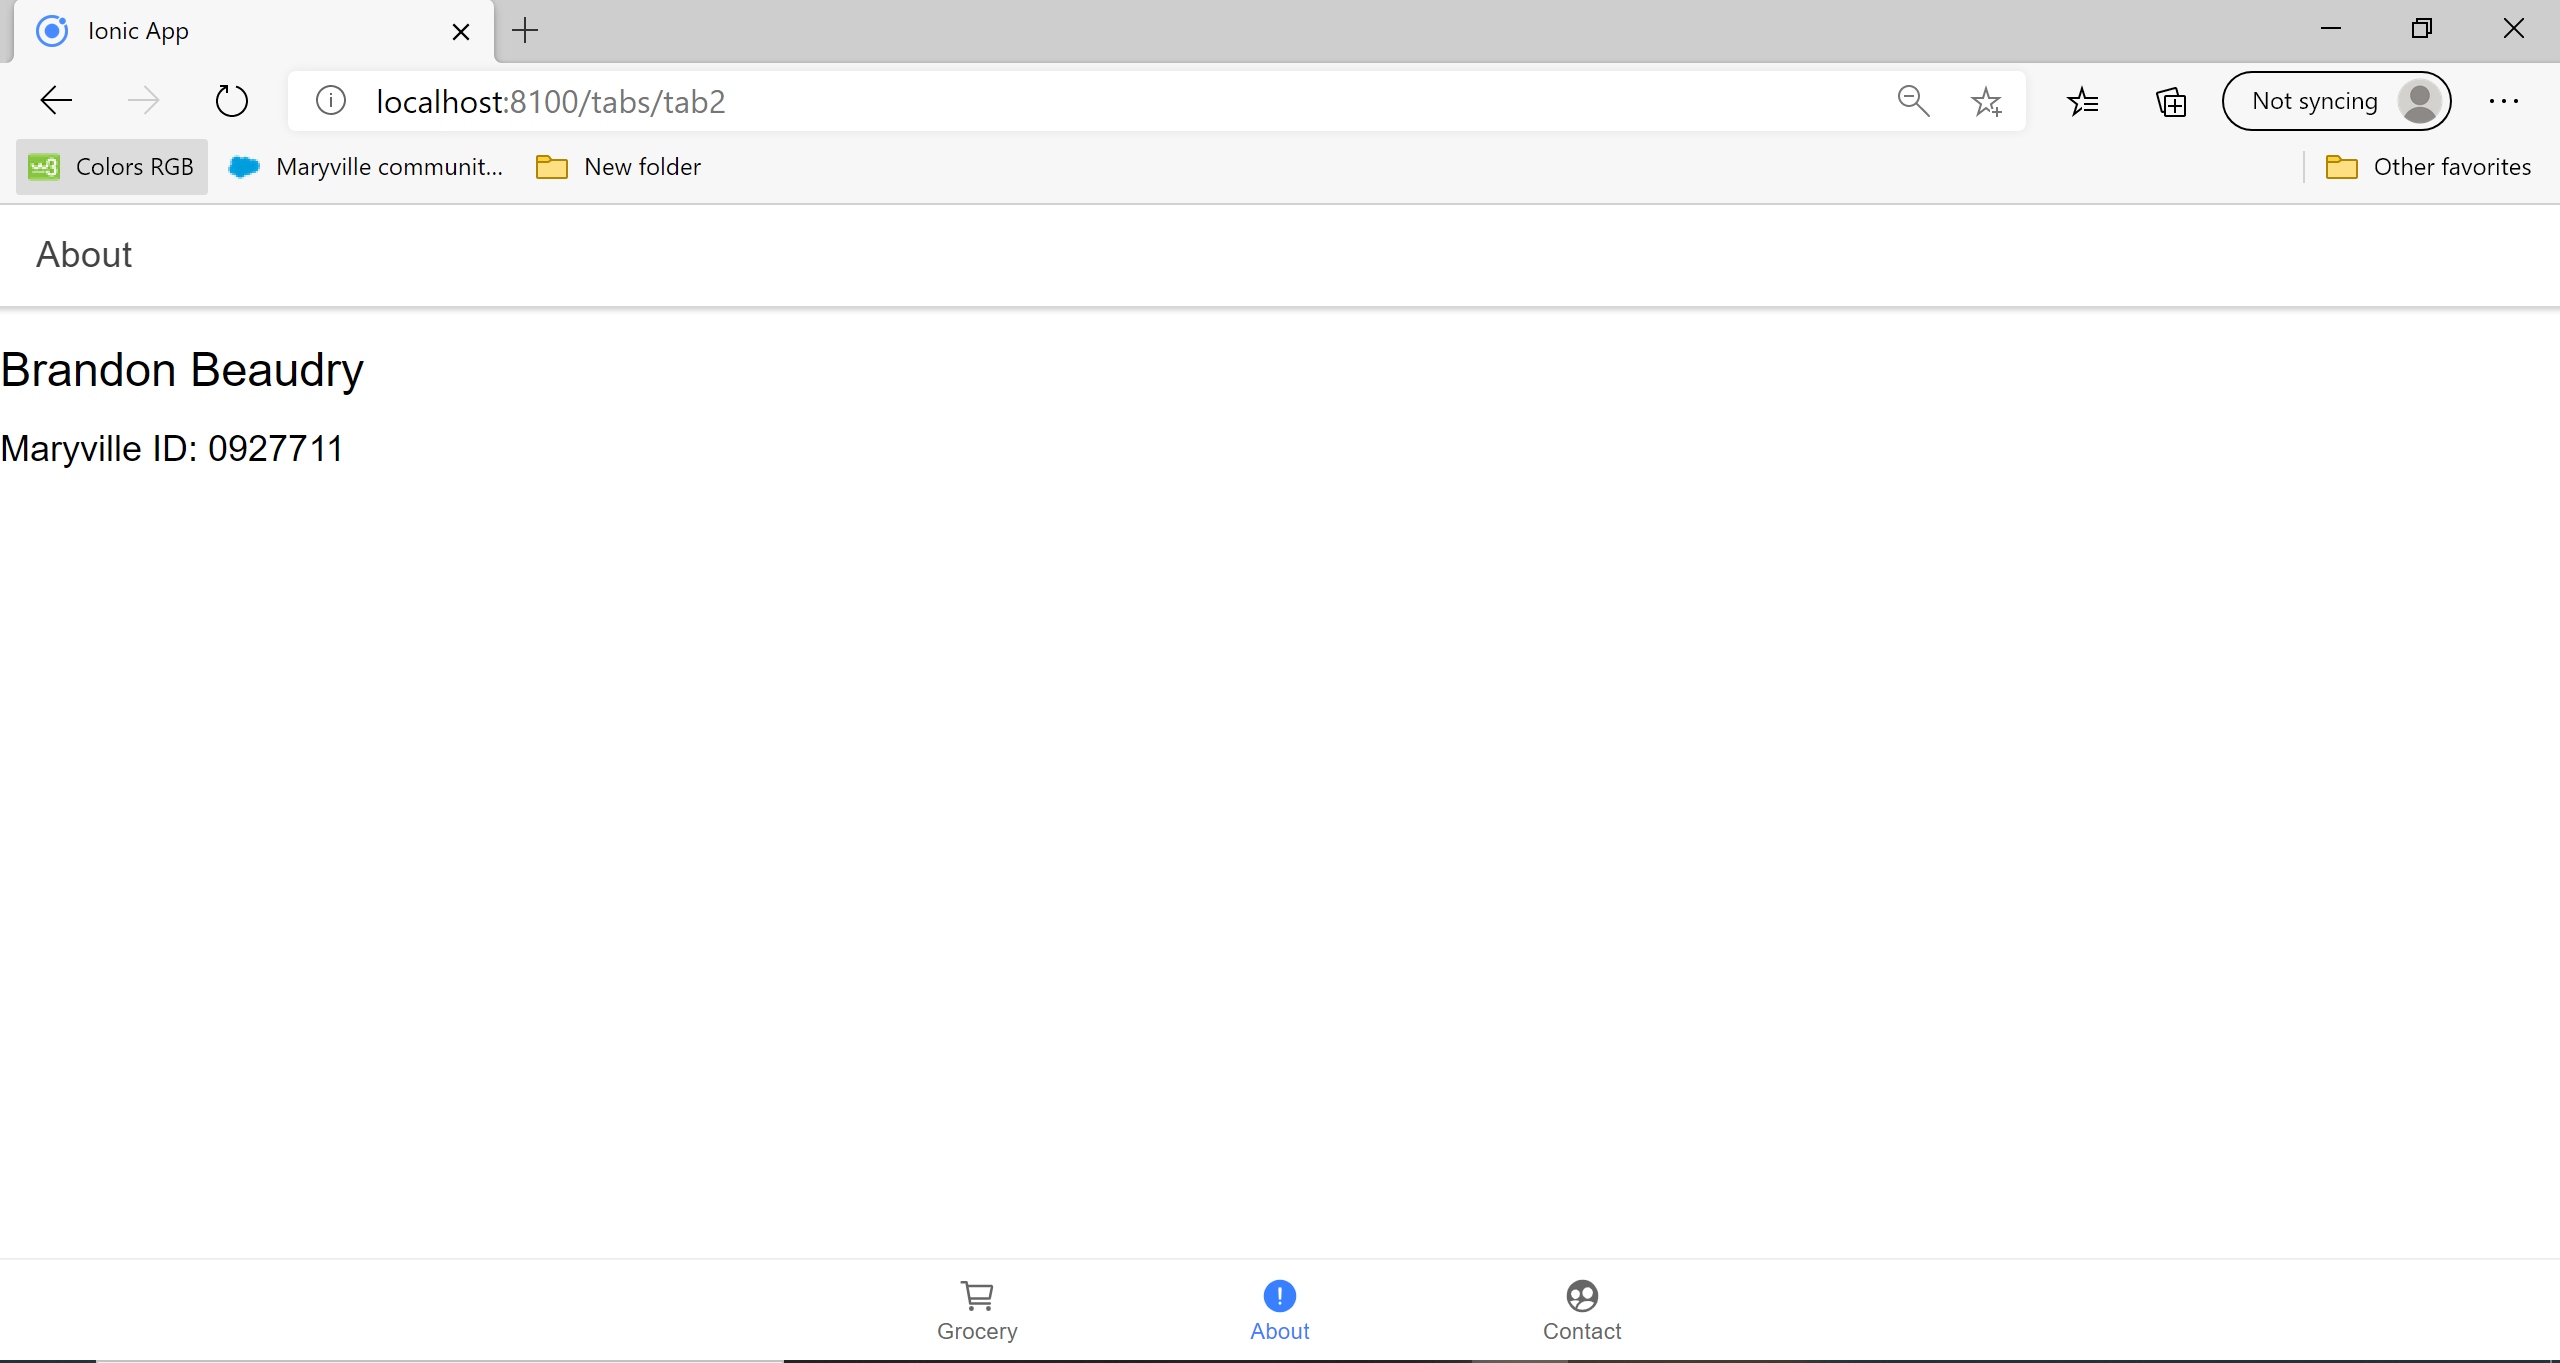 Ionic App
localhost:8100/tabs/tab2
Not syncing
Colors RGB
Maryville communit...
New folder
Other favorites
About
Brandon Beaudry
Maryville ID: 0927711
Grocery
About
Contact